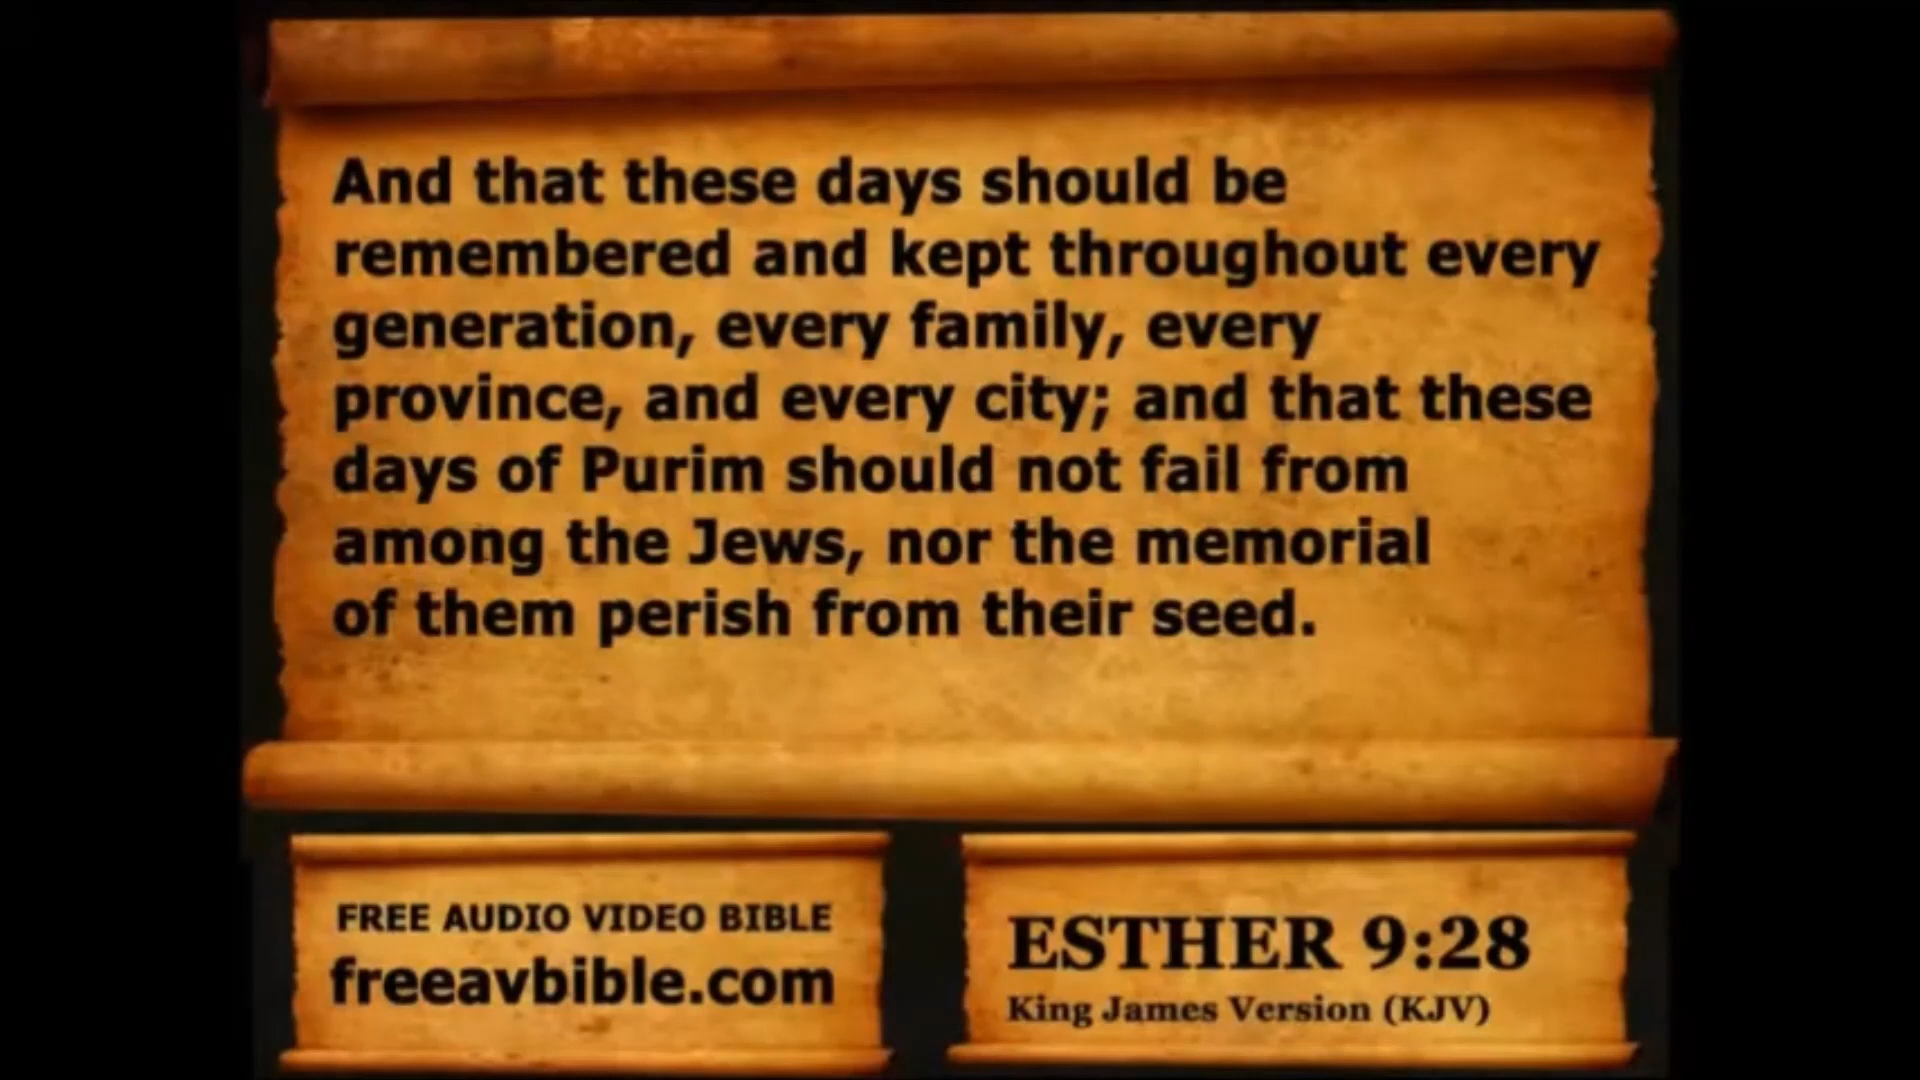 And that these days should be
remembered and kept throughout every
generation, every family, every
province, and every city; and that these
days of Purim should not fail from
among the Jews, nor the memorial
of them perish from their seed.
FREE AUDIO VIDEO BIBLE
freeavbible.com
ESTHER 9:28
King James Version (KJV)